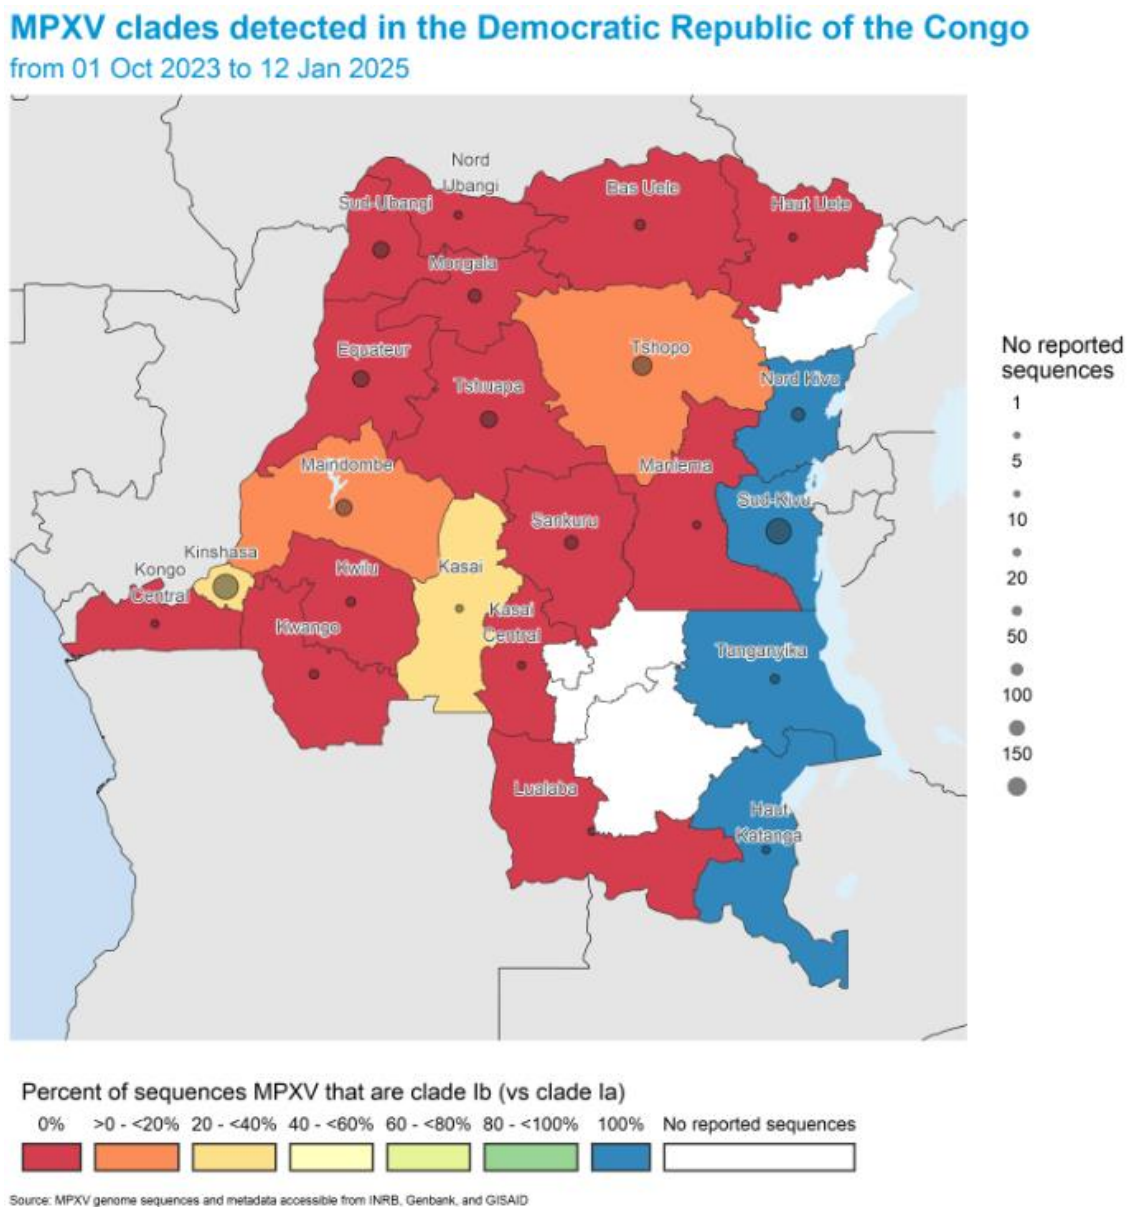 MPXV clades detected in the Democratic Republic of the Congo
from 01 Oct 2023 to 12 Jan 2025
Nord
Ubangi
Bas Uele
Sud-Ubangi
Haut Uele
Mongala
Equateur
Tshopo
Nord Kivu
Tshuapa
Maindombe
Maniema
Sud-Kivu
Sankuru
Kinshasa
Kongo
Central
Kwilu
Kasai
Kasai
Central
Kwango
Tanganyika
Lualaba
Haut
Katanga
No reported
sequences
1
5
10
20
50
100
150
Percent of sequences MPXV that are clade Ib (vs clade Ia)
0% >0 - <20% 20 - <40% 40 - <60% 60 - <80% 80 - <100% 100% No reported sequences
Source: MPXV genome sequences and metadata accessible from INRB, Genbank, and GISAID